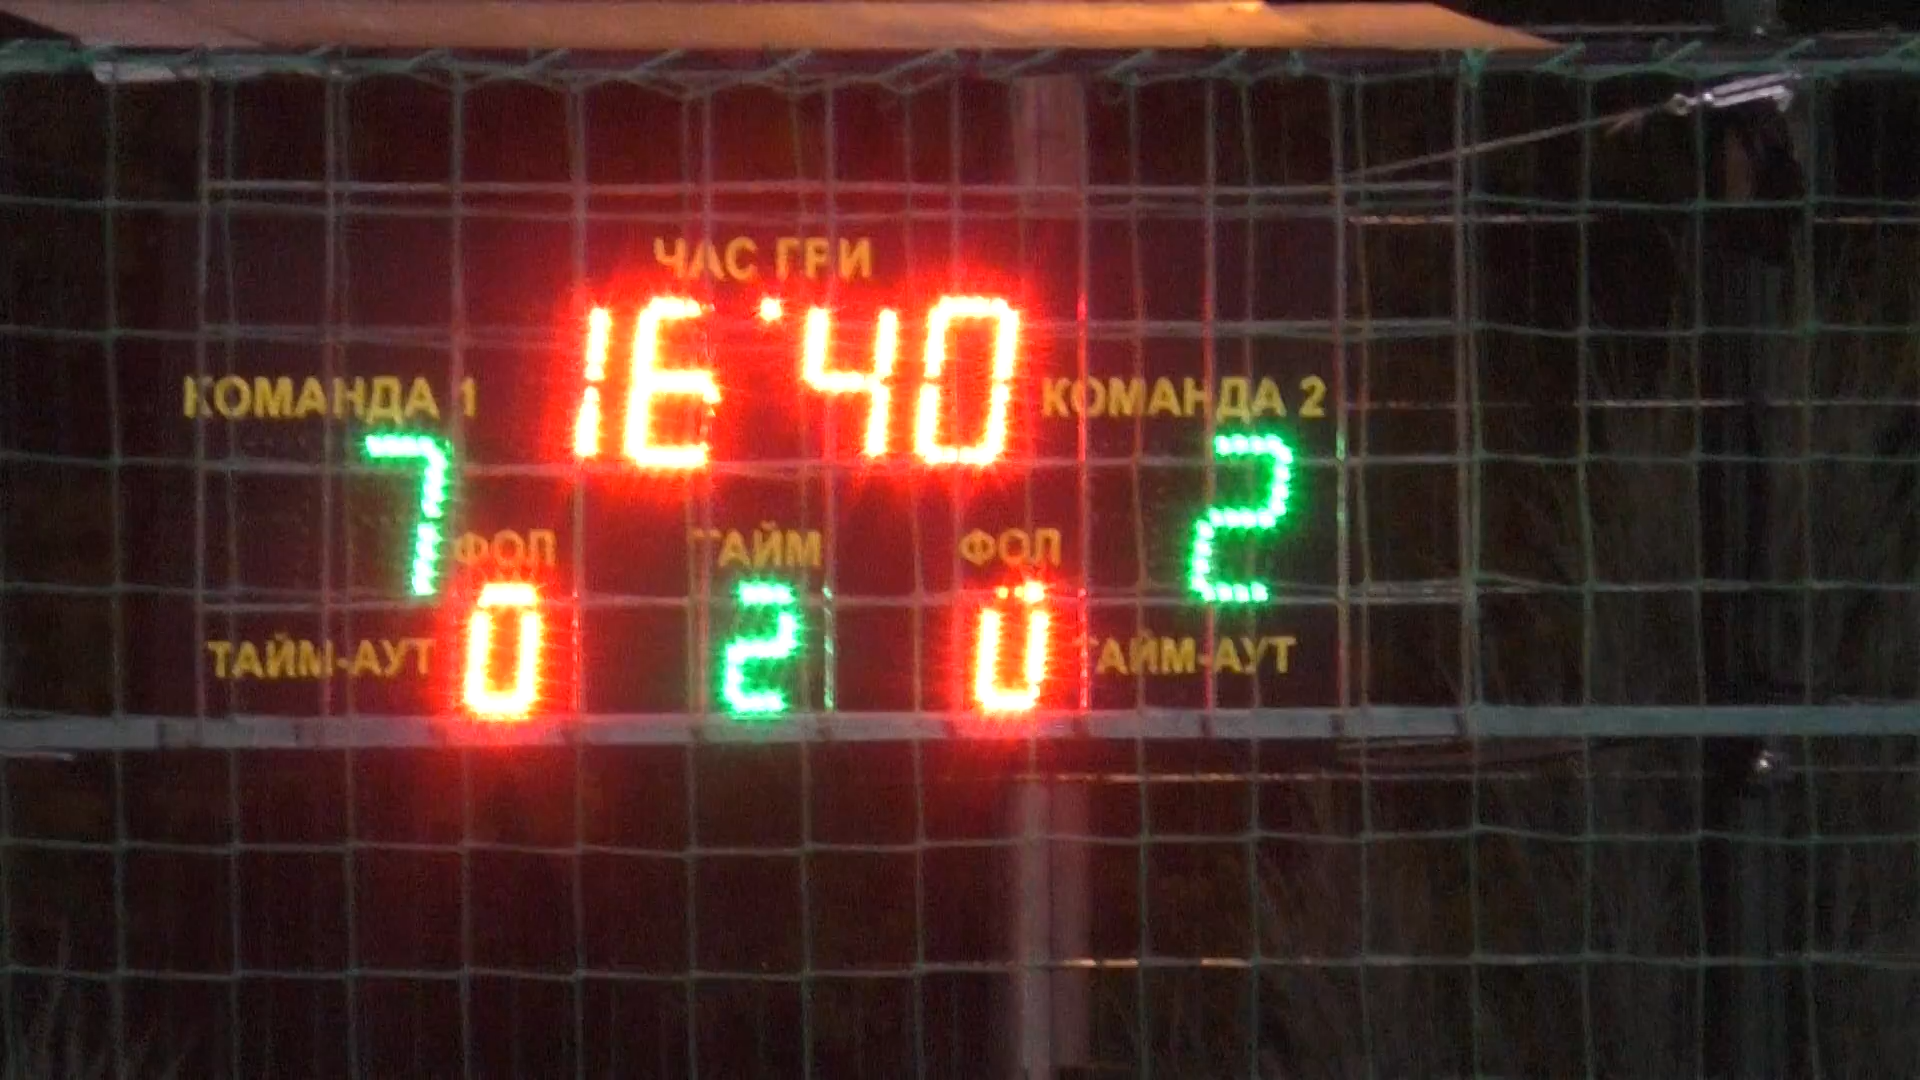 ЧАС ГРИ
16:40
КОМАНДА 1
КОМАНДА 2
7
2
ФОЛ
ТАЙМ
ФОЛ
0
2
0
ТАЙМ-АУТ
ТАЙМ-АУТ